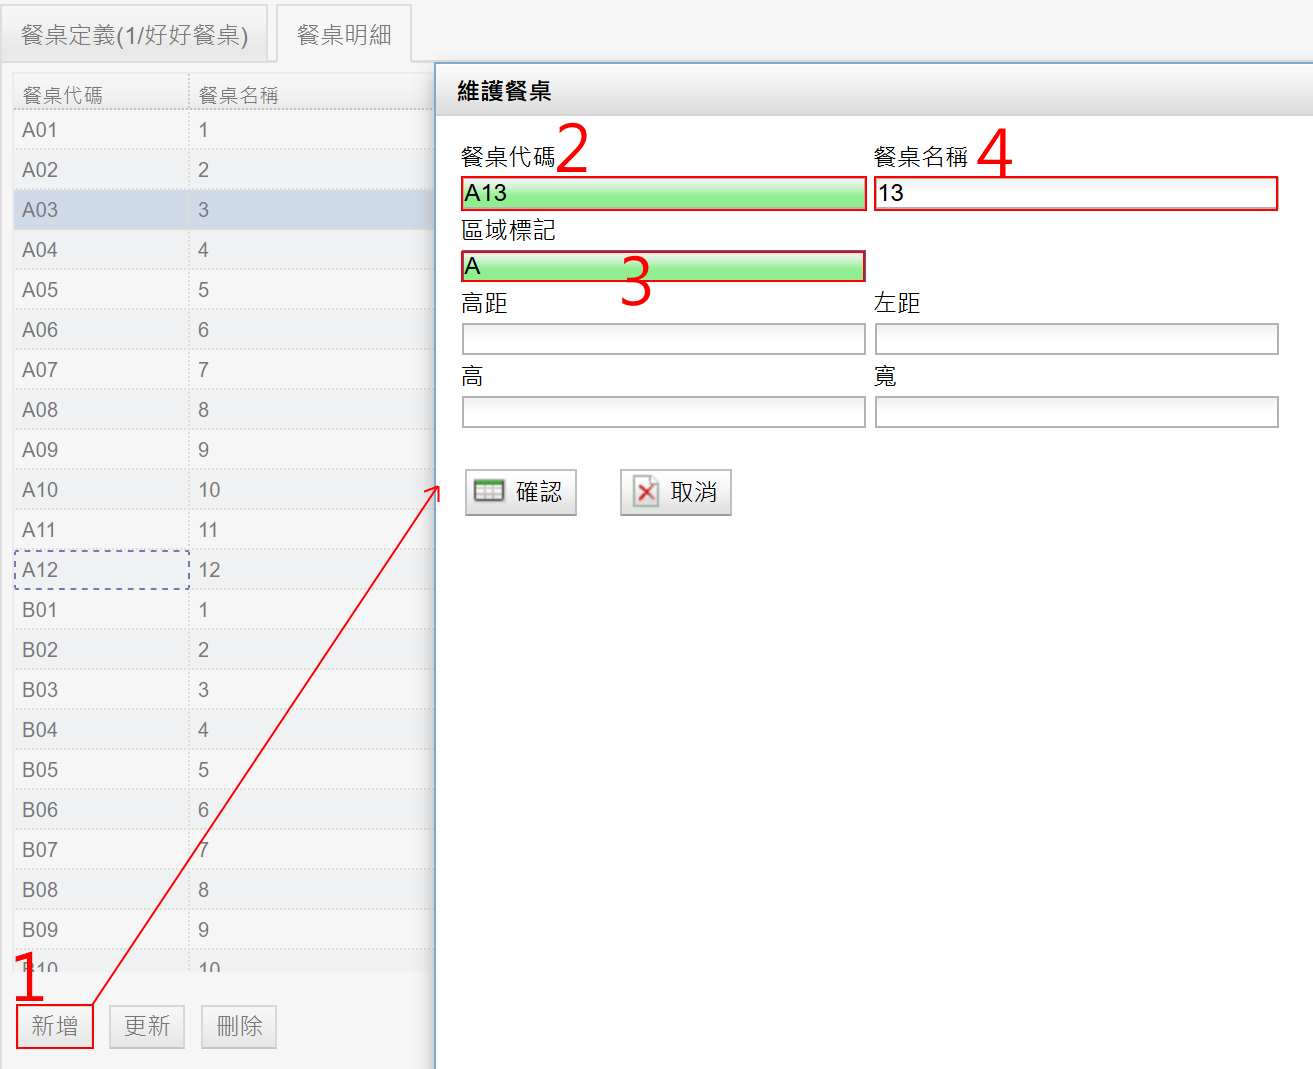 餐桌定義(1/好好餐桌) 餐桌明細
餐桌代碼 餐桌名稱
A01 1
A02 2
A03 3
A04 4
A05 5
A06 6
A07 7
A08 8
A09 9
A10 10
A11 11
A12 12
B01 1
B02 2
B03 3
B04 4
B05 5
B06 6
B07 7
B08 8
B09 9
B10 10
1
新增 更新 刪除
維護餐桌
餐桌代碼 2 餐桌名稱 4
A13 13
區域標記
A 3
高距 左距
高 寬
確認 取消